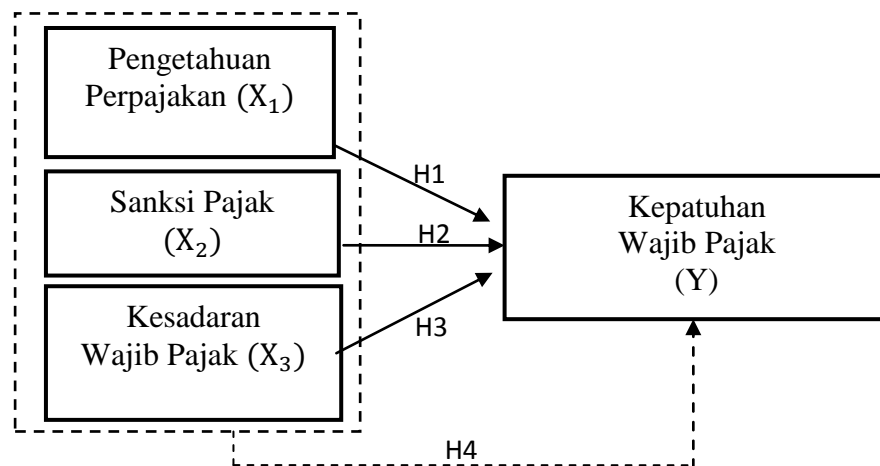 Pengetahuan
Perpajakan (X₁)
H1
Sanksi Pajak
(X₂)
H2
Kepatuhan
Wajib Pajak
(Y)
Kesadaran
Wajib Pajak (X₃)
H3
H4